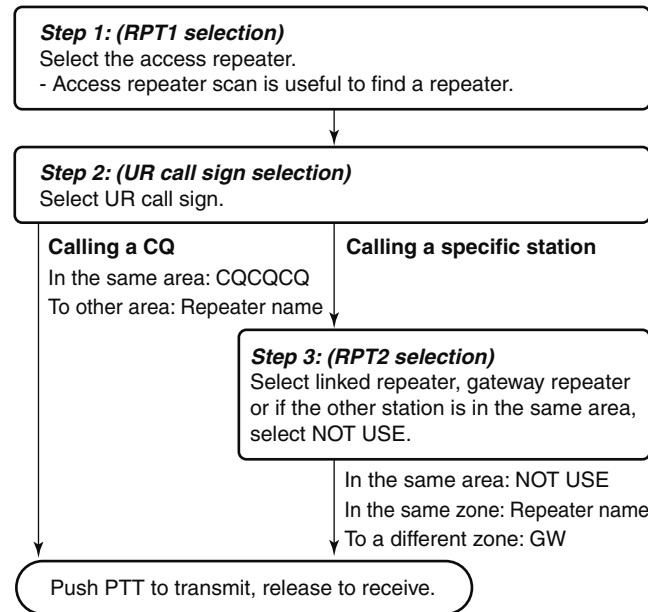 Step 1: (RPT1 selection)
Select the access repeater.
- Access repeater scan is useful to find a repeater.
Step 2: (UR call sign selection)
Select UR call sign.
Calling a CQ
In the same area: CQCQCQ
To other area: Repeater name
Calling a specific station
Step 3: (RPT2 selection)
Select linked repeater, gateway repeater
or if the other station is in the same area,
select NOT USE.
In the same area: NOT USE
In the same zone: Repeater name
To a different zone: GW
Push PTT to transmit, release to receive.